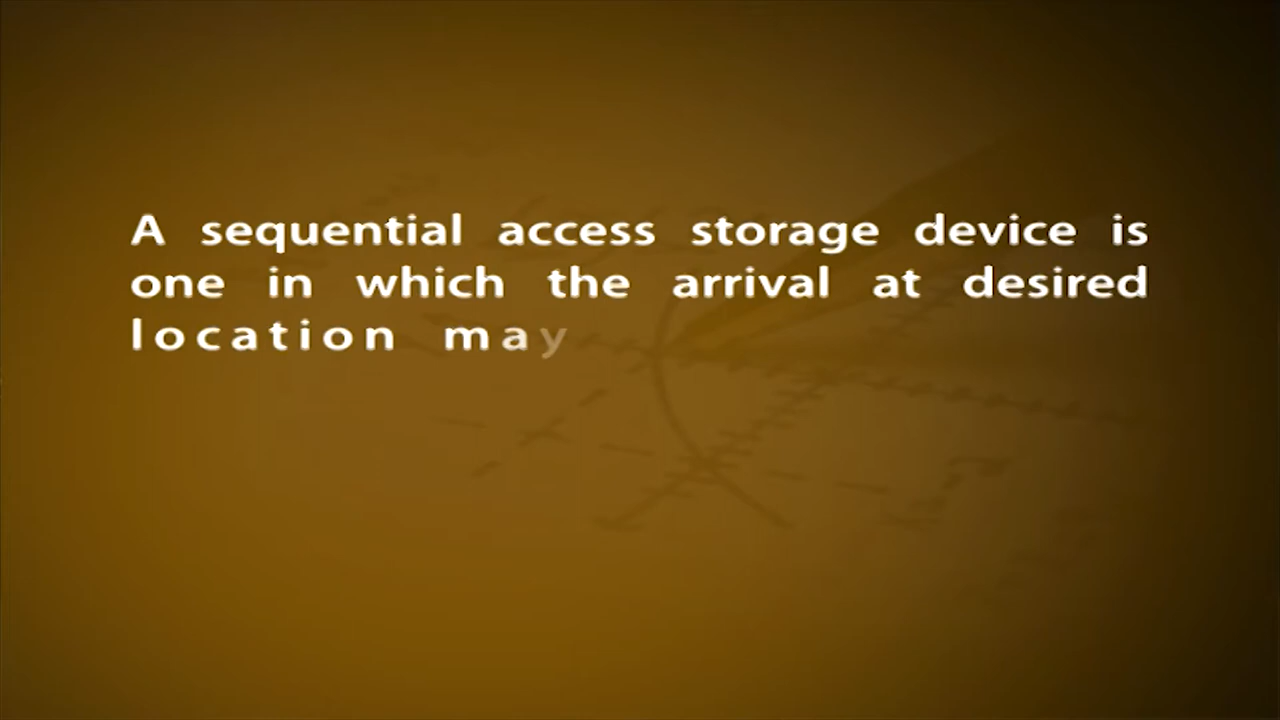 A sequential access storage device is
one in which the arrival at desired
location may